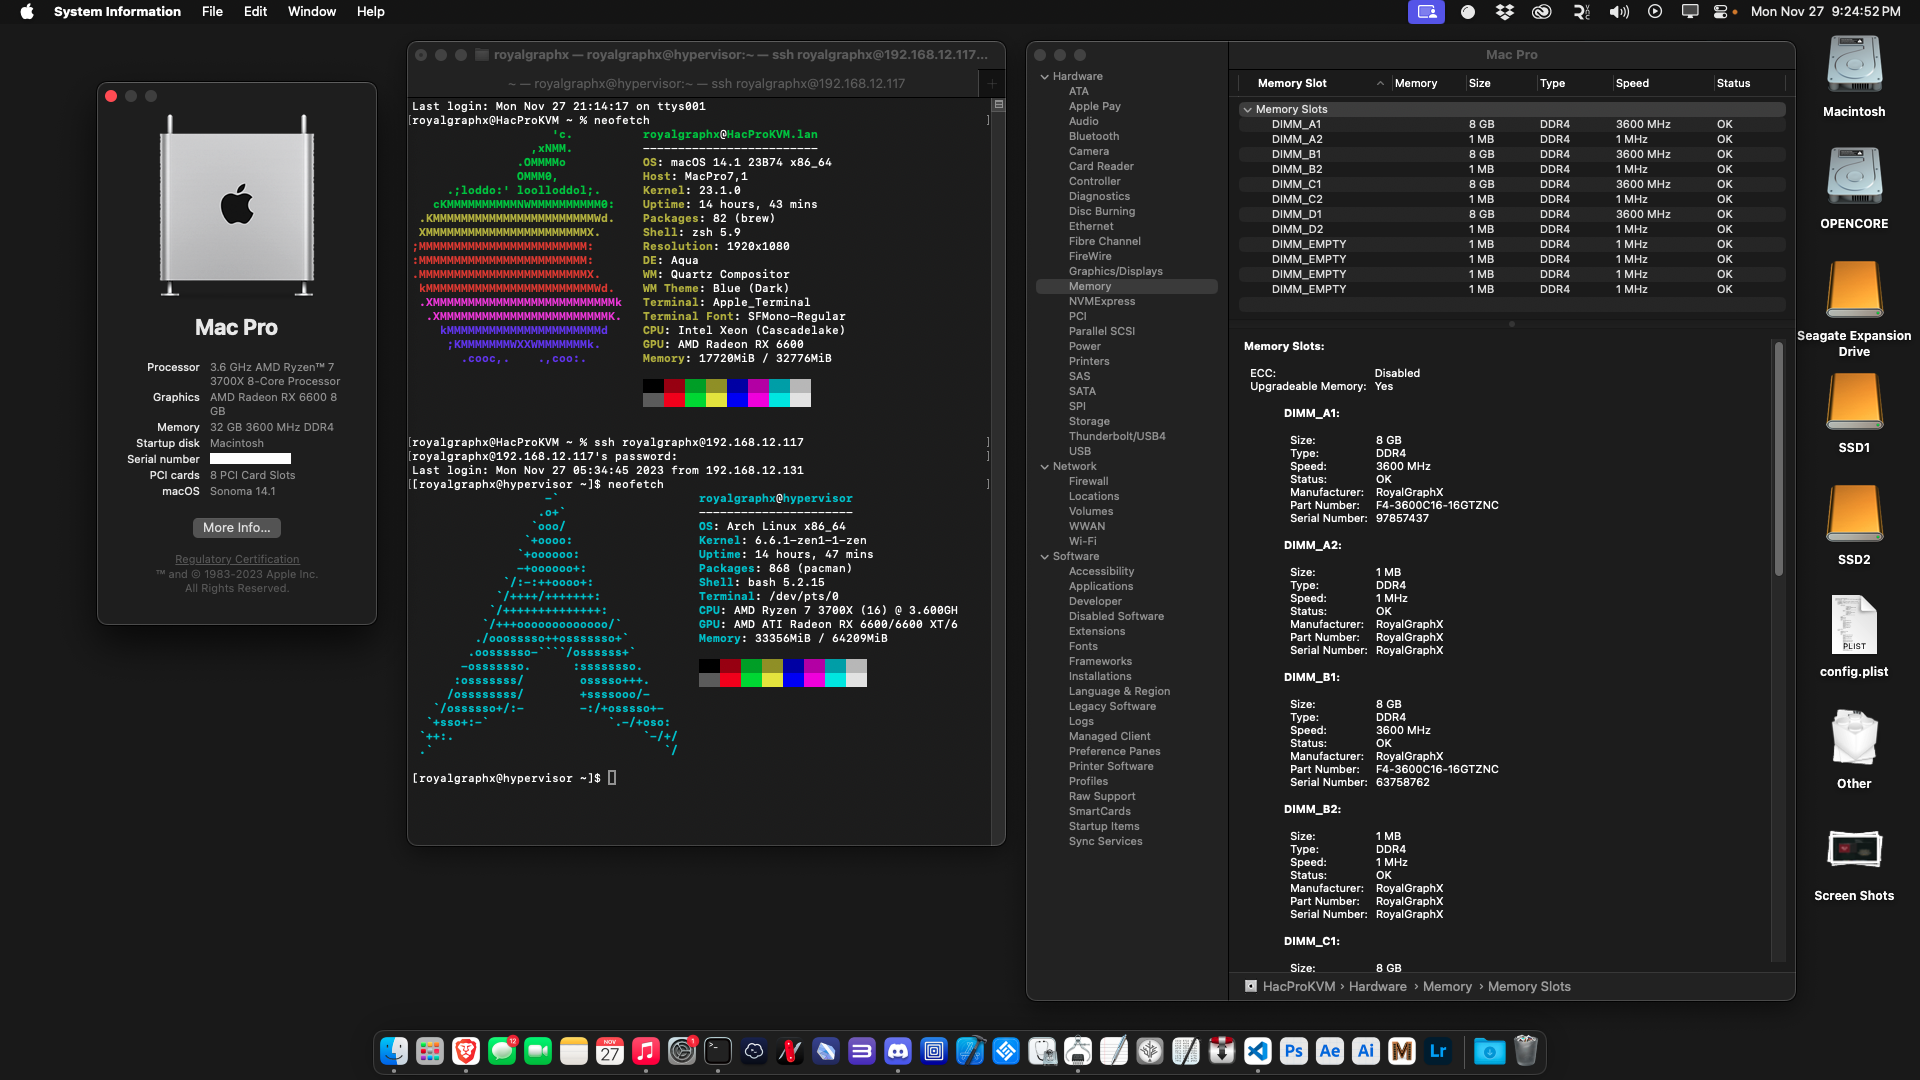 System Information File Edit Window Help
Mon Nov 27 9:24:52 PM
Mac Pro
Processor 3.6 GHz AMD Ryzen™ 7
3700X 8-Core Processor
Graphics AMD Radeon RX 6600 8
GB
Memory 32 GB 3600 MHz DDR4
Startup disk Macintosh
Serial number
PCI cards 8 PCI Card Slots
macOS Sonoma 14.1
More Info...
Regulatory Certification
™ and © 1983-2023 Apple Inc.
All Rights Reserved.
royalgraphx — royalgraphx@hypervisor:~ — ssh royalgraphx@192.168.12.117...
~ — royalgraphx@hypervisor:~ — ssh royalgraphx@192.168.12.117
Last login: Mon Nov 27 21:14:17 on ttys001
[royalgraphx@HacProKVM ~ % neofetch ]
royalgraphx@HacProKVM.lan
-------------------------
OS: macOS 14.1 23B74 x86_64
Host: MacPro7,1
Kernel: 23.1.0
Uptime: 14 hours, 43 mins
Packages: 82 (brew)
Shell: zsh 5.9
Resolution: 1920x1080
DE: Aqua
WM: Quartz Compositor
WM Theme: Blue (Dark)
Terminal: Apple_Terminal
Terminal Font: SFMono-Regular
CPU: Intel Xeon (Cascadelake)
GPU: AMD Radeon RX 6600
Memory: 17720MiB / 32776MiB
[royalgraphx@HacProKVM ~ % ssh royalgraphx@192.168.12.117 ]
[royalgraphx@192.168.12.117's password: ]
Last login: Mon Nov 27 05:34:45 2023 from 192.168.12.131
[[royalgraphx@hypervisor ~]$ neofetch ]
royalgraphx@hypervisor
----------------------
OS: Arch Linux x86_64
Kernel: 6.6.1-zen1-1-zen
Uptime: 14 hours, 47 mins
Packages: 868 (pacman)
Shell: bash 5.2.15
Terminal: /dev/pts/0
CPU: AMD Ryzen 7 3700X (16) @ 3.600GH
GPU: AMD ATI Radeon RX 6600/6600 XT/6
Memory: 33356MiB / 64209MiB
[royalgraphx@hypervisor ~]$
Hardware
ATA
Apple Pay
Audio
Bluetooth
Camera
Card Reader
Controller
Diagnostics
Disc Burning
Ethernet
Fibre Channel
FireWire
Graphics/Displays
Memory
NVMExpress
PCI
Parallel SCSI
Power
Printers
SAS
SATA
SPI
Storage
Thunderbolt/USB4
USB
Network
Firewall
Locations
Volumes
WWAN
Wi-Fi
Software
Accessibility
Applications
Developer
Disabled Software
Extensions
Fonts
Frameworks
Installations
Language & Region
Legacy Software
Logs
Managed Client
Preference Panes
Printer Software
Profiles
Raw Support
SmartCards
Startup Items
Sync Services
Mac Pro
Memory Slot Memory Size Type Speed Status
Memory Slots
DIMM_A1 8 GB DDR4 3600 MHz OK
DIMM_A2 1 MB DDR4 1 MHz OK
DIMM_B1 8 GB DDR4 3600 MHz OK
DIMM_B2 1 MB DDR4 1 MHz OK
DIMM_C1 8 GB DDR4 3600 MHz OK
DIMM_C2 1 MB DDR4 1 MHz OK
DIMM_D1 8 GB DDR4 3600 MHz OK
DIMM_D2 1 MB DDR4 1 MHz OK
DIMM_EMPTY 1 MB DDR4 1 MHz OK
DIMM_EMPTY 1 MB DDR4 1 MHz OK
DIMM_EMPTY 1 MB DDR4 1 MHz OK
DIMM_EMPTY 1 MB DDR4 1 MHz OK
Memory Slots:
ECC: Disabled
Upgradeable Memory: Yes
DIMM_A1:
Size: 8 GB
Type: DDR4
Speed: 3600 MHz
Status: OK
Manufacturer: RoyalGraphX
Part Number: F4-3600C16-16GTZNC
Serial Number: 97857437
DIMM_A2:
Size: 1 MB
Type: DDR4
Speed: 1 MHz
Status: OK
Manufacturer: RoyalGraphX
Part Number: RoyalGraphX
Serial Number: RoyalGraphX
DIMM_B1:
Size: 8 GB
Type: DDR4
Speed: 3600 MHz
Status: OK
Manufacturer: RoyalGraphX
Part Number: F4-3600C16-16GTZNC
Serial Number: 63758762
DIMM_B2:
Size: 1 MB
Type: DDR4
Speed: 1 MHz
Status: OK
Manufacturer: RoyalGraphX
Part Number: RoyalGraphX
Serial Number: RoyalGraphX
DIMM_C1:
Size: 8 GB
HacProKVM › Hardware › Memory › Memory Slots
Macintosh
OPENCORE
Seagate Expansion
Drive
SSD1
SSD2
PLIST
config.plist
Other
Screen Shots
12
NOV
27
1
Ps
Ae
Ai
Lr